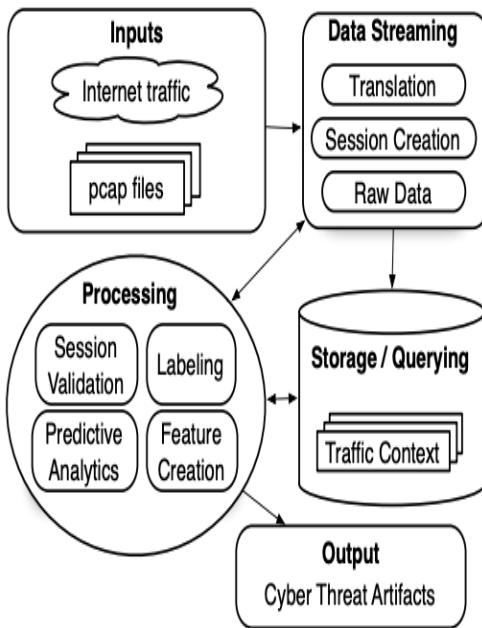 Inputs
Internet traffic
pcap files
Data Streaming
Translation
Session Creation
Raw Data
Processing
Session
Validation
Labeling
Predictive
Analytics
Feature
Creation
Storage / Querying
Traffic Context
Output
Cyber Threat Artifacts